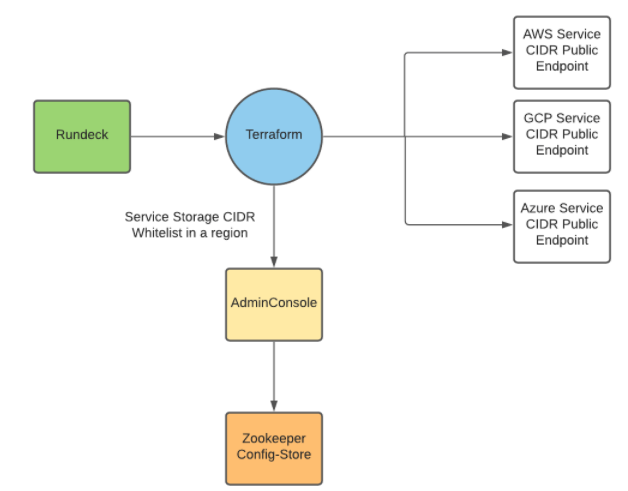 AWS Service
CIDR Public
Endpoint
Rundeck
Terraform
GCP Service
CIDR Public
Endpoint
Service Storage CIDR
Whitelist in a region
Azure Service
CIDR Public
Endpoint
AdminConsole
Zookeeper
Config-Store